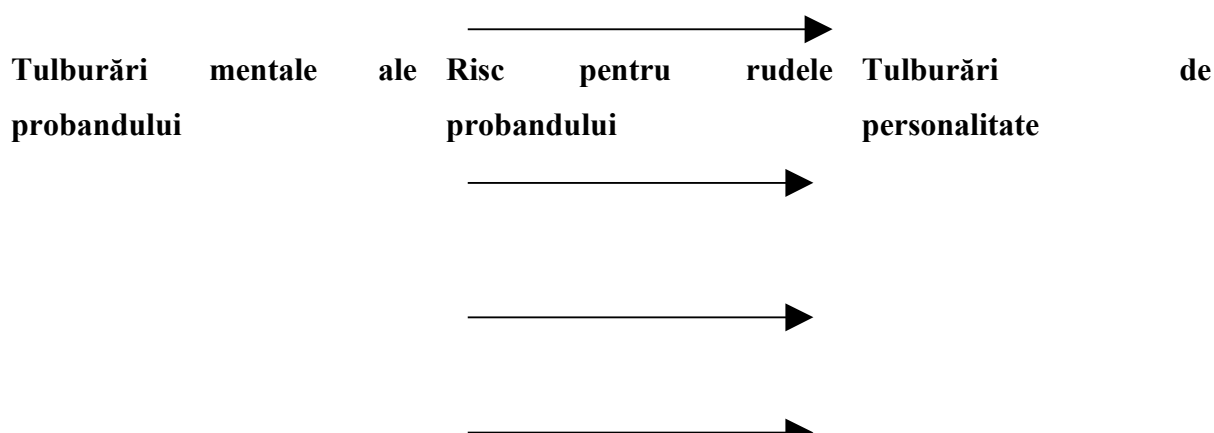 Tulburări mentale ale Risc pentru rudele Tulburări de
probandului probandului personalitate